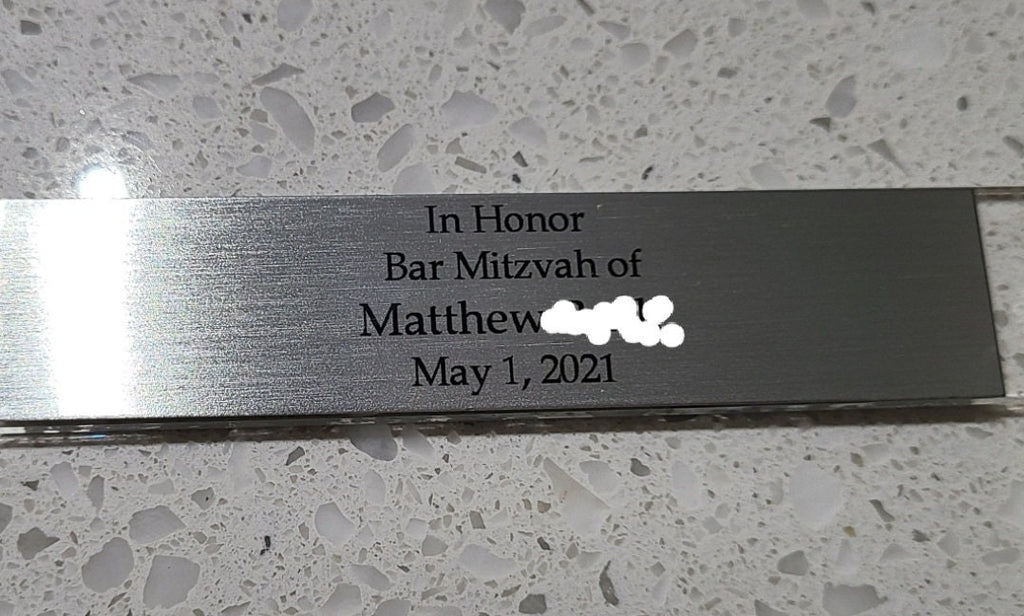 In Honor
Bar Mitzvah of
Matthew
May 1, 2021